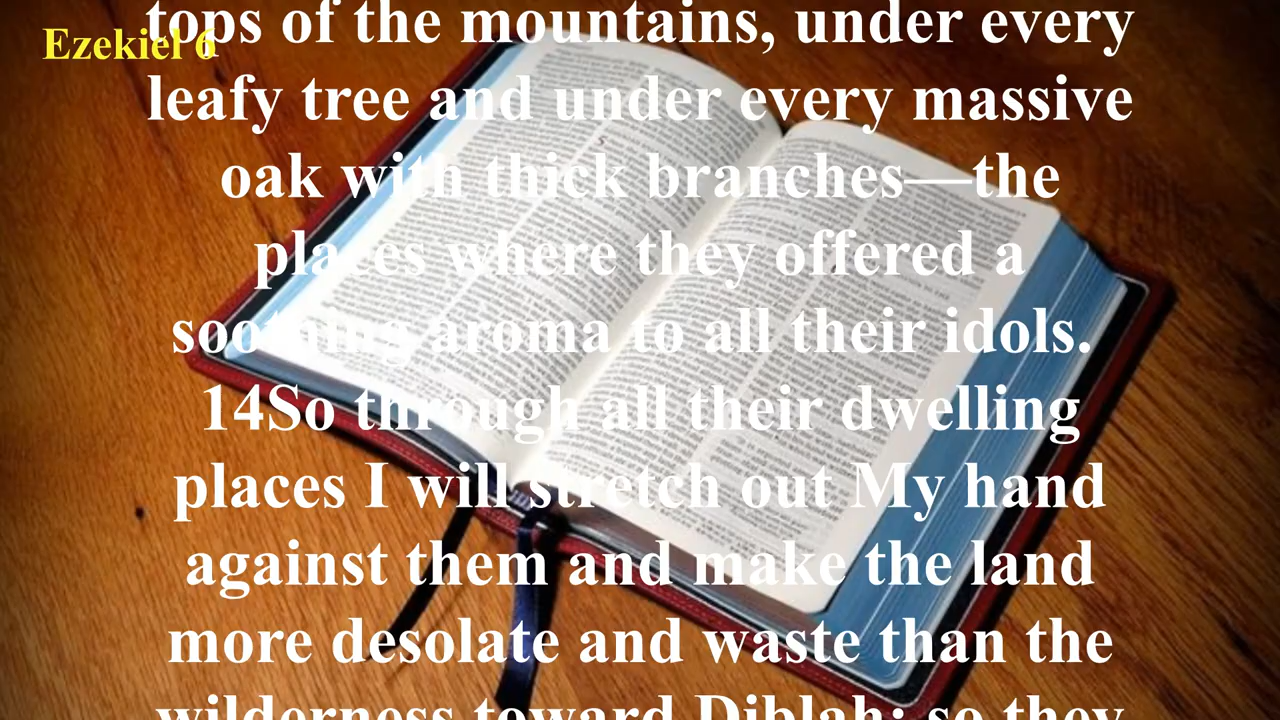 Ezekiel 6
tops of the mountains, under every
leafy tree and under every massive
oak with thick branches—the
places where they offered a
soothing aroma to all their idols.
14So through all their dwelling
places I will stretch out My hand
against them and make the land
more desolate and waste than the
wilderness toward Diblah; so they